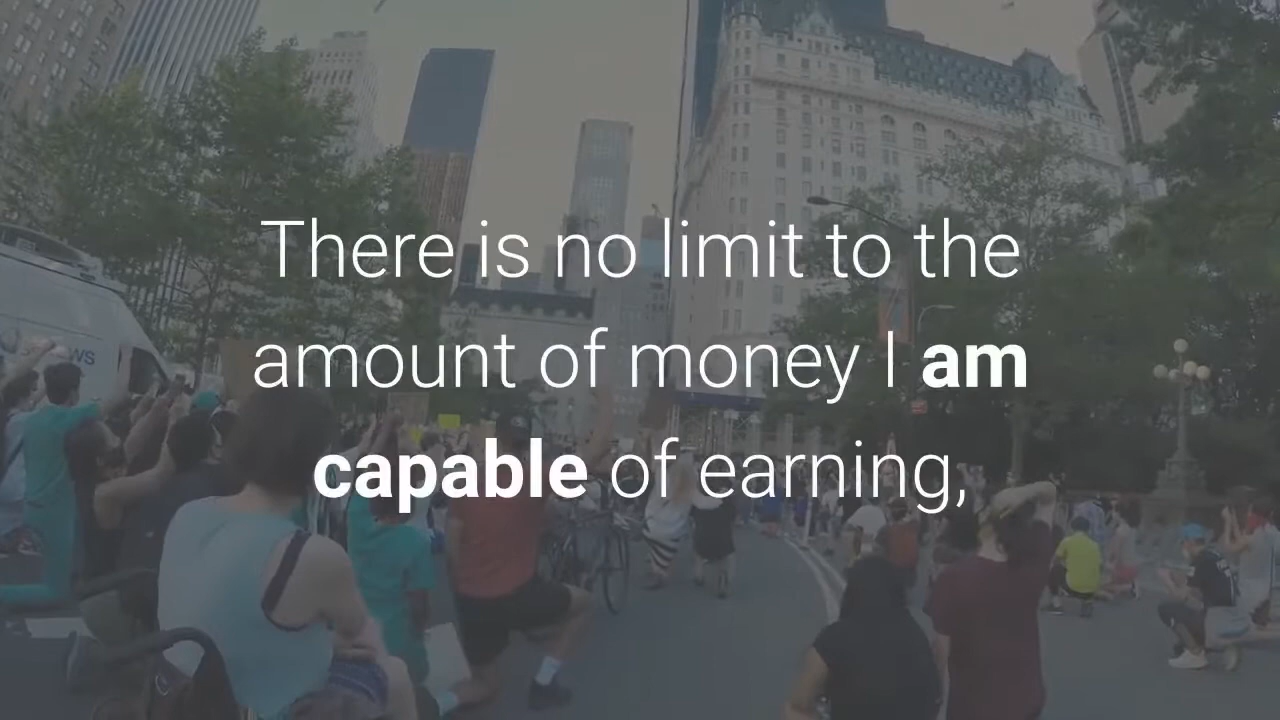 There is no limit to the
amount of money I am
capable of earning,